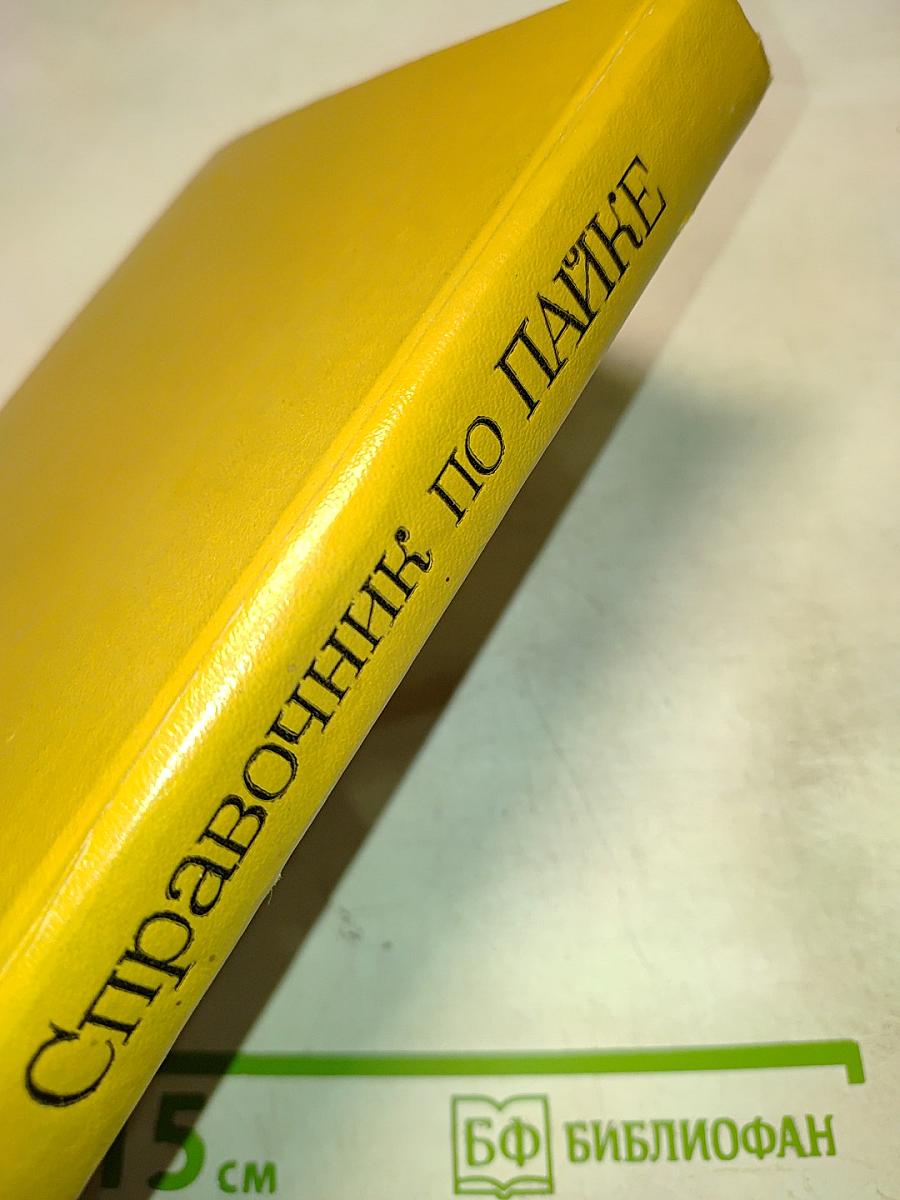 Справочник по ПАЙКЕ
15 см
БФ БИБЛИОФАН